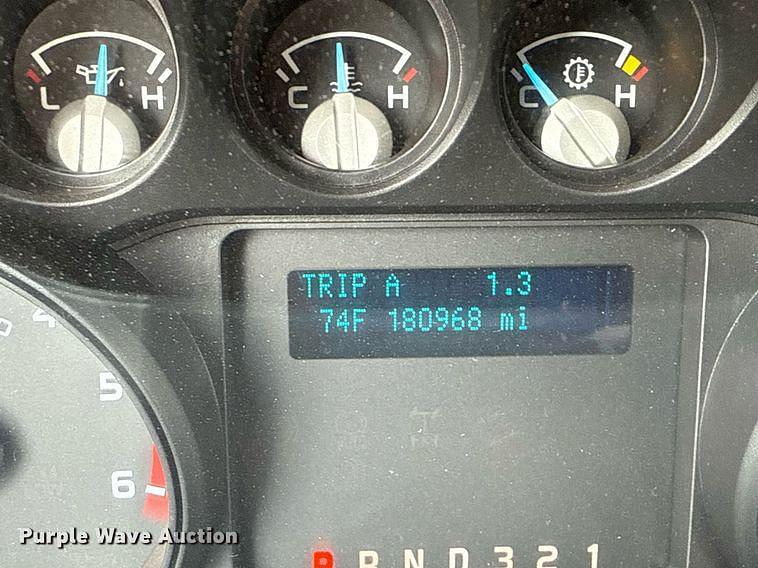 L H
C H
C H
TRIP A 1.3
74F 180968 mi
4
5
6
P R N D 3 2 1
Purple Wave Auction